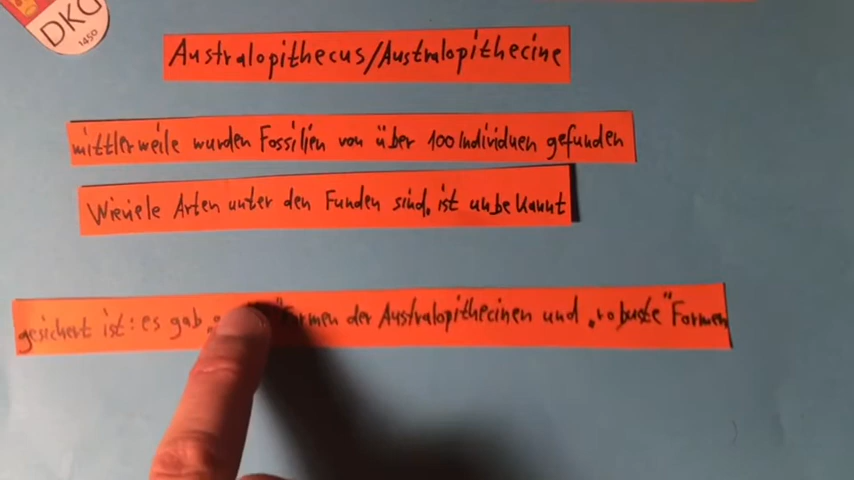 DKG
1450
Australopithecus/Australopithecine
mittlerweile wurden Fossilien von über 100 Individuen gefunden
Wieviele Arten unter den Funden sind, ist unbekannt
gesichert ist: es gab Formen der Australopithecinen und „robuste" Formen